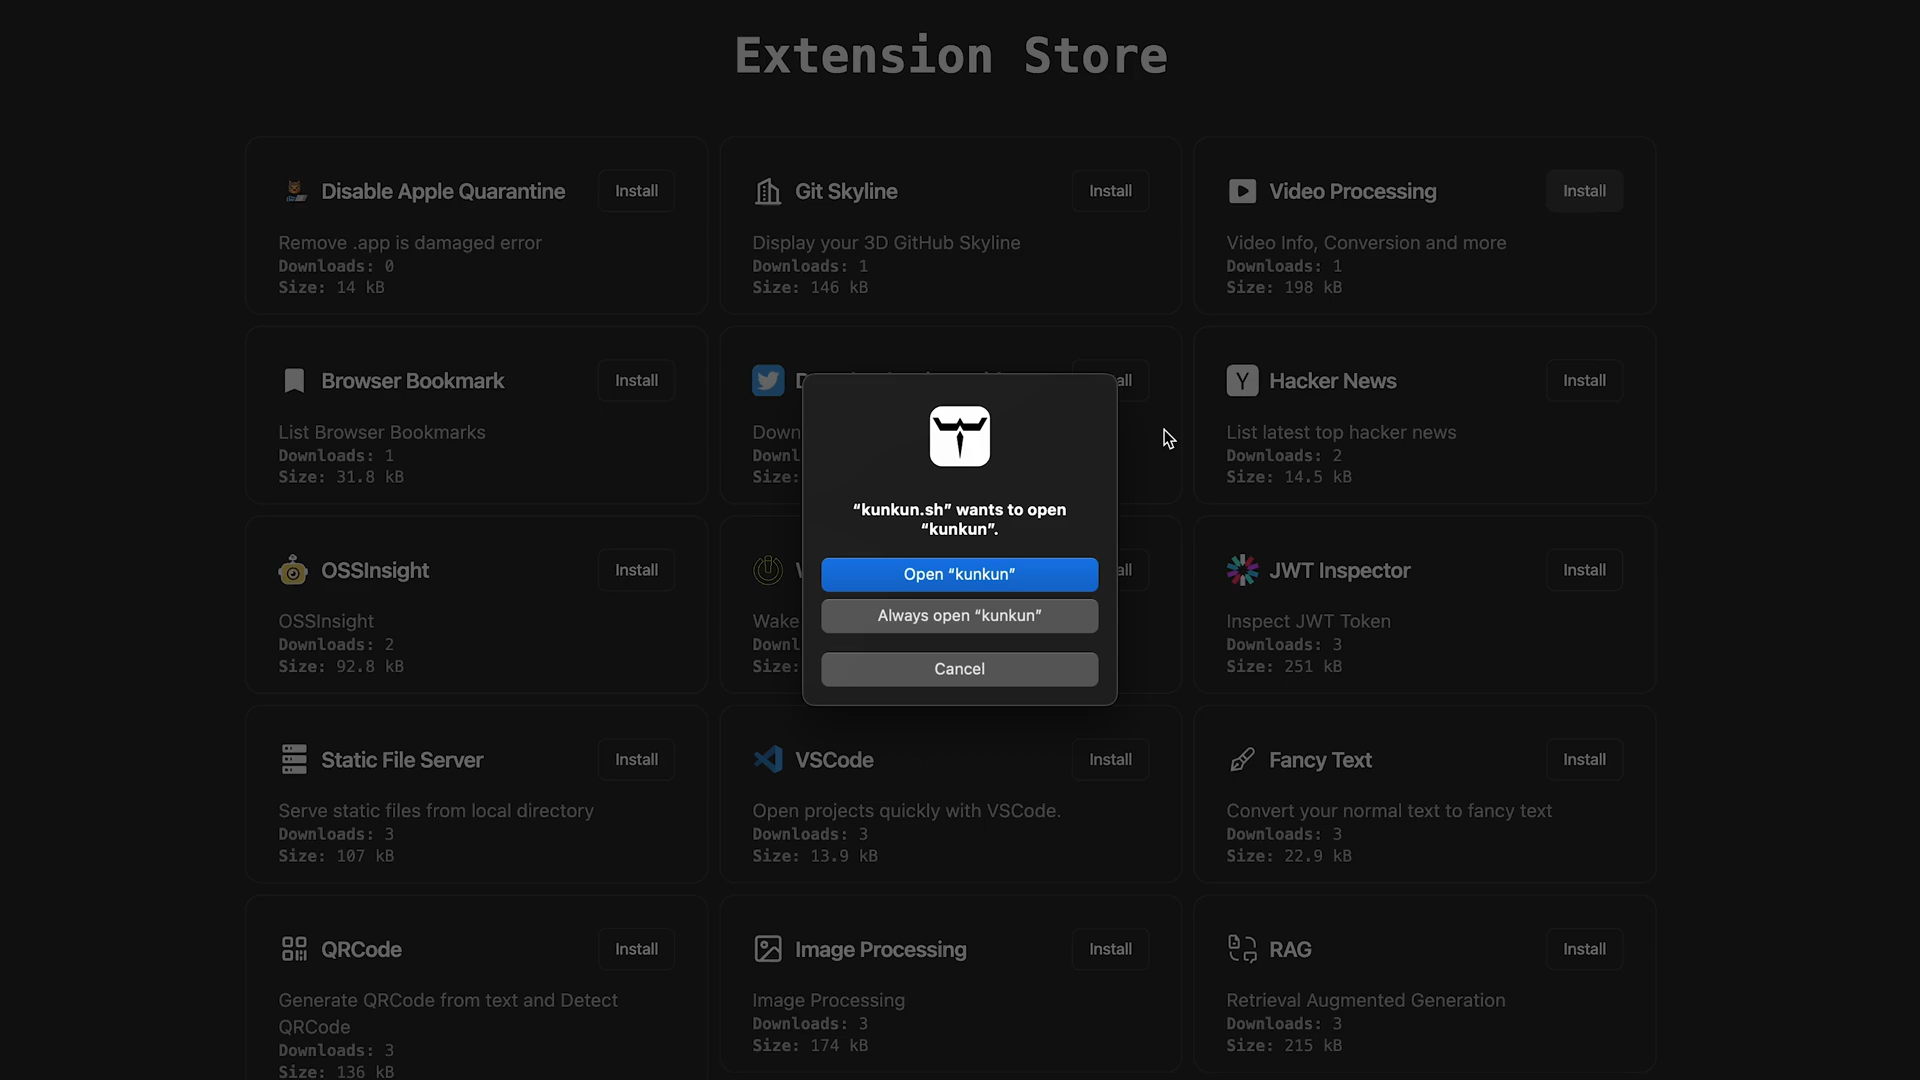 Extension Store
Disable Apple Quarantine
Install
Remove .app is damaged error
Downloads: 0
Size: 14 kB
Git Skyline
Install
Display your 3D GitHub Skyline
Downloads: 1
Size: 146 kB
Video Processing
Install
Video Info, Conversion and more
Downloads: 1
Size: 198 kB
Browser Bookmark
Install
List Browser Bookmarks
Downloads: 1
Size: 31.8 kB
Size:
Hacker News
Install
List latest top hacker news
Downloads: 2
Size: 14.5 kB
“kunkun.sh” wants to open
“kunkun”.
Open “kunkun”
Always open “kunkun”
Cancel
OSSInsight
Install
OSSInsight
Downloads: 2
Size: 92.8 kB
Wake
Size:
JWT Inspector
Install
Inspect JWT Token
Downloads: 3
Size: 251 kB
Static File Server
Install
Serve static files from local directory
Downloads: 3
Size: 107 kB
VSCode
Install
Open projects quickly with VSCode.
Downloads: 3
Size: 13.9 kB
Fancy Text
Install
Convert your normal text to fancy text
Downloads: 3
Size: 22.9 kB
QRCode
Install
Generate QRCode from text and Detect
QRCode
Downloads: 3
Size: 136 kB
Image Processing
Install
Image Processing
Downloads: 3
Size: 174 kB
RAG
Install
Retrieval Augmented Generation
Downloads: 3
Size: 215 kB